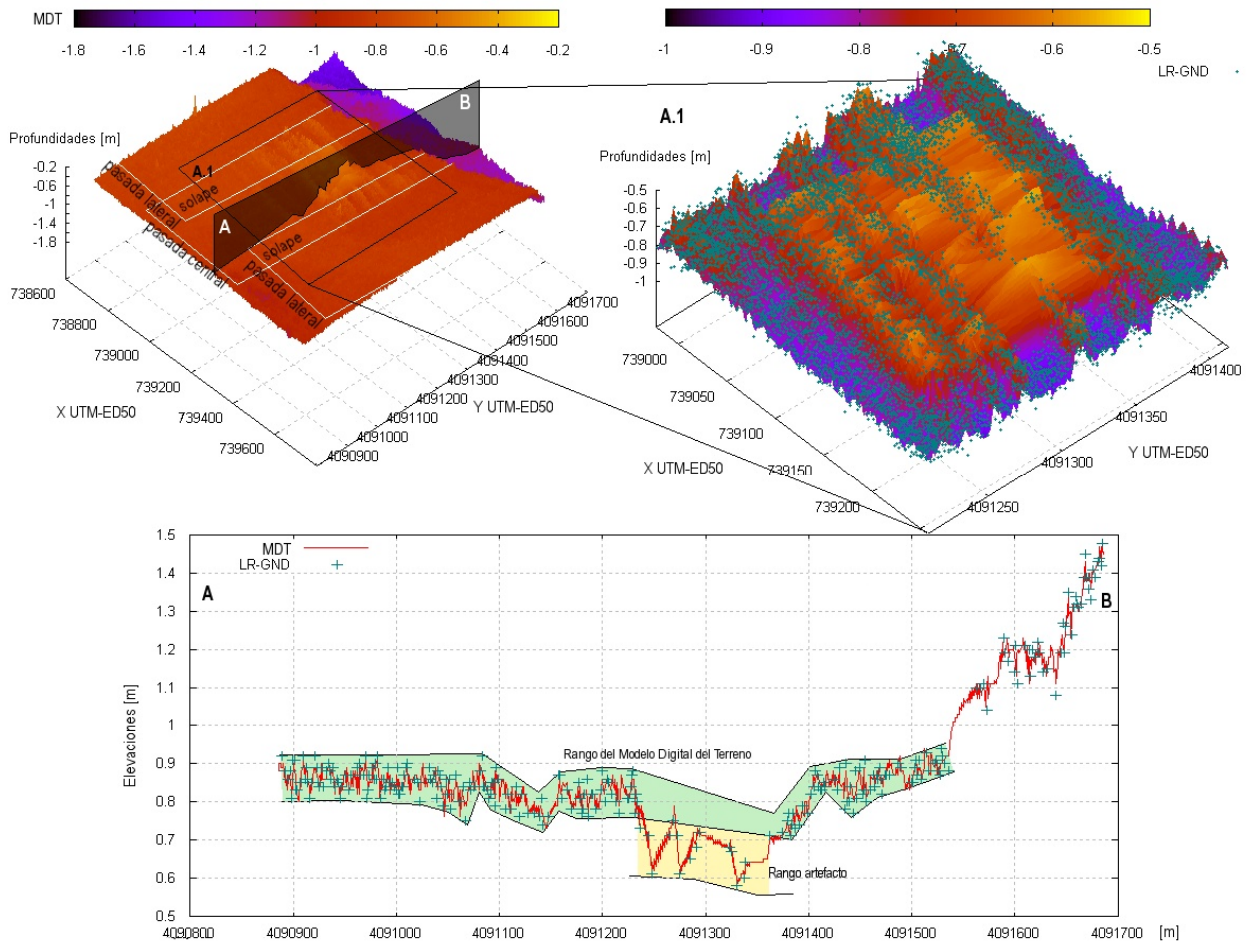 MDT
-1.8 -1.6 -1.4 -1.2 -1 -0.8 -0.6 -0.4 -0.2
-1 -0.9 -0.8 -0.7 -0.6 -0.5
LR-GND
B
A.1
Profundidades [m]
-0.2
-0.6
-1
-1.4
-1.8
A.1
pasada lateral
solape
pasada central
A
solape
pasada lateral
738600
738800
739000
739200
739400
739600
X UTM-ED50
4090900
4091000
4091100
4091200
4091300
4091400
4091500
4091600
4091700
Y UTM-ED50
Profundidades [m]
-0.5
-0.6
-0.7
-0.8
-0.9
-1
739000
739050
739100
739150
739200
X UTM-ED50
4091250
4091300
4091350
4091400
Y UTM-ED50
MDT
LR-GND
A
B
Elevaciones [m]
1.5
1.4
1.3
1.2
1.1
1
0.9
0.8
0.7
0.6
0.5
Rango del Modelo Digital del Terreno
Rango artefacto
4090800 4090900 4091000 4091100 4091200 4091300 4091400 4091500 4091600 4091700 [m]